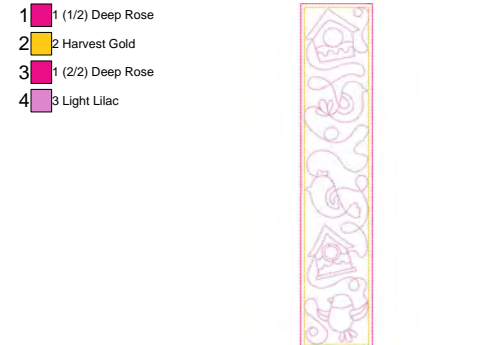 1 1 (1/2) Deep Rose
2 2 Harvest Gold
3 1 (2/2) Deep Rose
4 3 Light Lilac